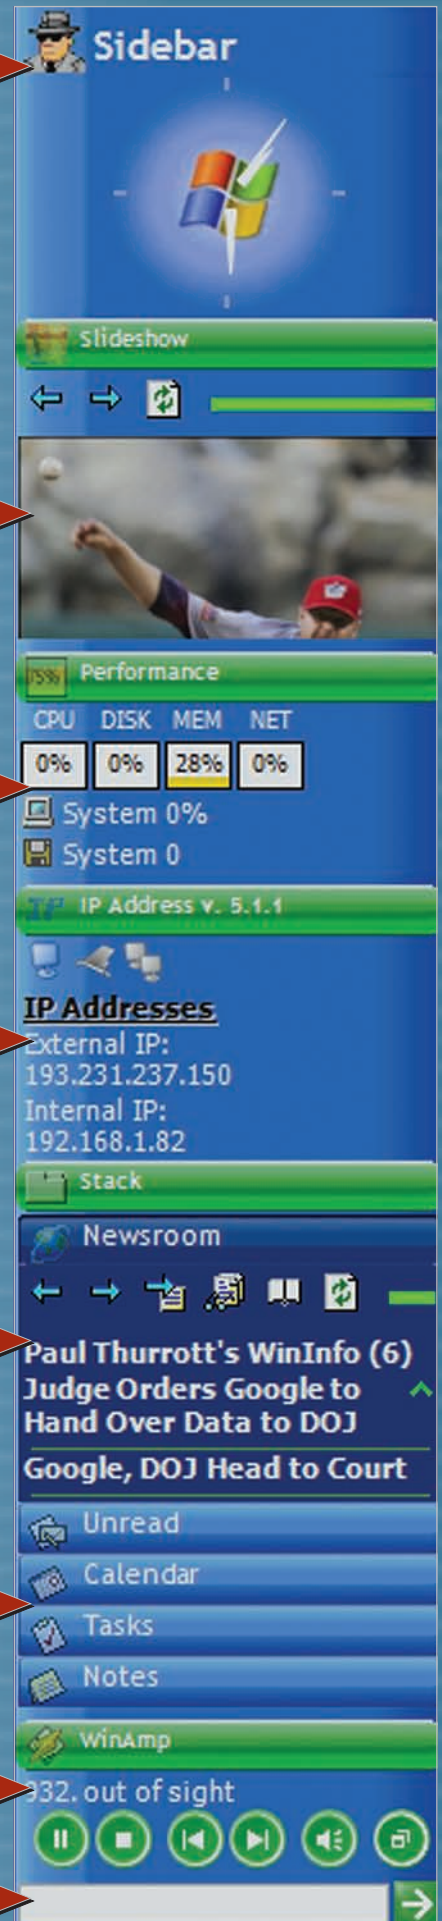 Sidebar
Slideshow
75%
Performance
CPU DISK MEM NET
0% 0% 28% 0%
System 0%
System 0
IP IP Address v. 5.1.1
IP Addresses
External IP:
193.231.237.150
Internal IP:
192.168.1.82
Stack
Newsroom
Paul Thurrott's WinInfo (6)
Judge Orders Google to
Hand Over Data to DOJ
Google, DOJ Head to Court
Unread
Calendar
Tasks
Notes
WinAmp
932. out of sight